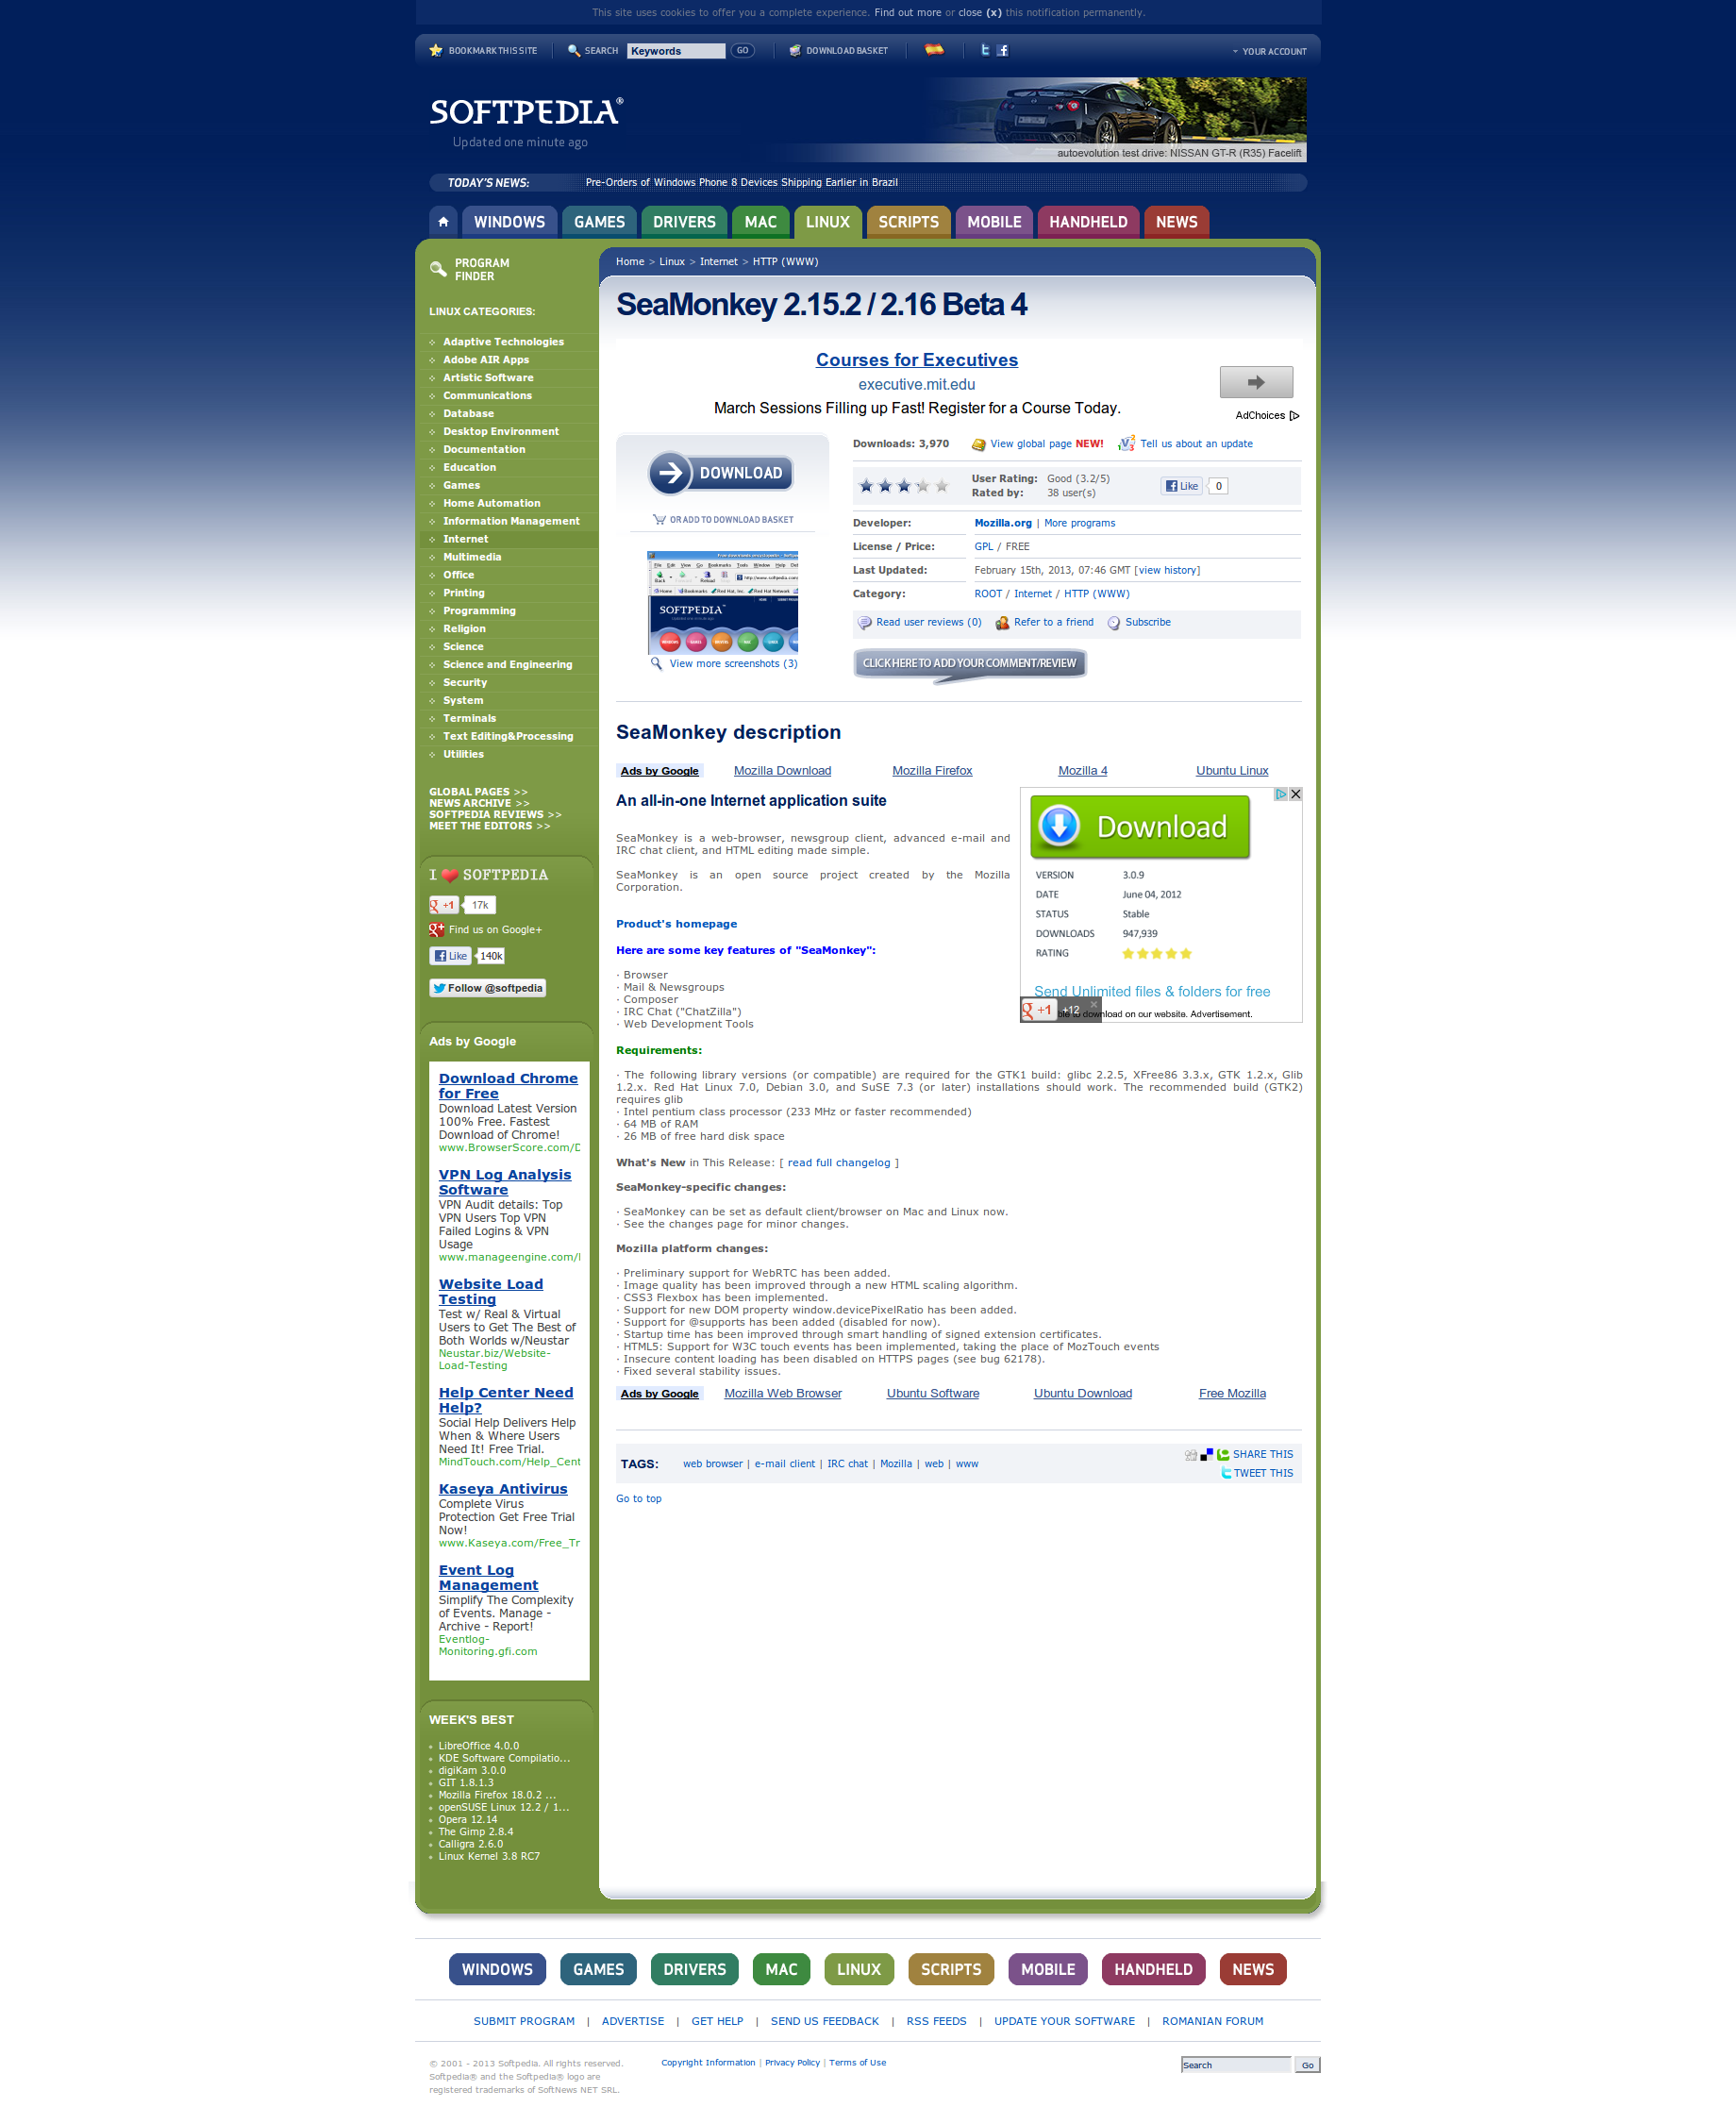 This site uses cookies to offer you a complete experience. Find out more or close (x) this notification permanently.
BOOKMARK THIS SITE
SEARCH
Keywords
GO
DOWNLOAD BASKET
YOUR ACCOUNT
SOFTPEDIA®
Updated one minute ago
autoevolution test drive: NISSAN GT-R (R35) Facelift
TODAY'S NEWS:
Pre-Orders of Windows Phone 8 Devices Shipping Earlier in Brazil
WINDOWS
GAMES
DRIVERS
MAC
LINUX
SCRIPTS
MOBILE
HANDHELD
NEWS
PROGRAM
FINDER
LINUX CATEGORIES:
Adaptive Technologies
Adobe AIR Apps
Artistic Software
Communications
Database
Desktop Environment
Documentation
Education
Games
Home Automation
Information Management
Internet
Multimedia
Office
Printing
Programming
Religion
Science
Science and Engineering
Security
System
Terminals
Text Editing&Processing
Utilities
GLOBAL PAGES >>
NEWS ARCHIVE >>
SOFTPEDIA REVIEWS >>
MEET THE EDITORS >>
I SOFTPEDIA
+1 17k
Find us on Google+
Like 140k
Follow @softpedia
Ads by Google
Download Chrome
for Free
Download Latest Version
100% Free. Fastest
Download of Chrome!
www.BrowserScore.com/D
VPN Log Analysis
Software
VPN Audit details: Top
VPN Users Top VPN
Failed Logins & VPN
Usage
www.manageengine.com/
Website Load
Testing
Test w/ Real & Virtual
Users to Get The Best of
Both Worlds w/Neustar
Neustar.biz/Website-
Load-Testing
Help Center Need
Help?
Social Help Delivers Help
When & Where Users
Need It! Free Trial.
MindTouch.com/Help_Cent
Kaseya Antivirus
Complete Virus
Protection Get Free Trial
Now!
www.Kaseya.com/Free_Tr
Event Log
Management
Simplify The Complexity
of Events. Manage -
Archive - Report!
Eventlog-
Monitoring.gfi.com
WEEK'S BEST
LibreOffice 4.0.0
KDE Software Compilatio...
digiKam 3.0.0
GIT 1.8.1.3
Mozilla Firefox 18.0.2 ...
openSUSE Linux 12.2 / 1...
Opera 12.14
The Gimp 2.8.4
Calligra 2.6.0
Linux Kernel 3.8 RC7
Home > Linux > Internet > HTTP (WWW)
SeaMonkey 2.15.2 / 2.16 Beta 4
Courses for Executives
executive.mit.edu
March Sessions Filling up Fast! Register for a Course Today.
AdChoices
DOWNLOAD
OR ADD TO DOWNLOAD BASKET
SOFTPEDIA
View more screenshots (3)
Downloads: 3,970
View global page NEW!
Tell us about an update
User Rating: Good (3.2/5)
Rated by: 38 user(s)
Like 0
Developer: Mozilla.org | More programs
License / Price: GPL / FREE
Last Updated: February 15th, 2013, 07:46 GMT [view history]
Category: ROOT / Internet / HTTP (WWW)
Read user reviews (0)
Refer to a friend
Subscribe
CLICK HERE TO ADD YOUR COMMENT/REVIEW
SeaMonkey description
Ads by Google
Mozilla Download
Mozilla Firefox
Mozilla 4
Ubuntu Linux
An all-in-one Internet application suite
SeaMonkey is a web-browser, newsgroup client, advanced e-mail and
IRC chat client, and HTML editing made simple.
SeaMonkey is an open source project created by the Mozilla
Corporation.
Product's homepage
Here are some key features of "SeaMonkey":
· Browser
· Mail & Newsgroups
· Composer
· IRC Chat ("ChatZilla")
· Web Development Tools
Download
VERSION 3.0.9
DATE June 04, 2012
STATUS Stable
DOWNLOADS 947,939
RATING
Send Unlimited files & folders for free
+1 +12
download on our website. Advertisement.
Requirements:
· The following library versions (or compatible) are required for the GTK1 build: glibc 2.2.5, XFree86 3.3.x, GTK 1.2.x, Glib
1.2.x. Red Hat Linux 7.0, Debian 3.0, and SuSE 7.3 (or later) installations should work. The recommended build (GTK2)
requires glib
· Intel pentium class processor (233 MHz or faster recommended)
· 64 MB of RAM
· 26 MB of free hard disk space
What's New in This Release: [ read full changelog ]
SeaMonkey-specific changes:
· SeaMonkey can be set as default client/browser on Mac and Linux now.
· See the changes page for minor changes.
Mozilla platform changes:
· Preliminary support for WebRTC has been added.
· Image quality has been improved through a new HTML scaling algorithm.
· CSS3 Flexbox has been implemented.
· Support for new DOM property window.devicePixelRatio has been added.
· Support for @supports has been added (disabled for now).
· Startup time has been improved through smart handling of signed extension certificates.
· HTML5: Support for W3C touch events has been implemented, taking the place of MozTouch events
· Insecure content loading has been disabled on HTTPS pages (see bug 62178).
· Fixed several stability issues.
Ads by Google
Mozilla Web Browser
Ubuntu Software
Ubuntu Download
Free Mozilla
TAGS:
web browser | e-mail client | IRC chat | Mozilla | web | www
SHARE THIS
TWEET THIS
Go to top
WINDOWS
GAMES
DRIVERS
MAC
LINUX
SCRIPTS
MOBILE
HANDHELD
NEWS
SUBMIT PROGRAM | ADVERTISE | GET HELP | SEND US FEEDBACK | RSS FEEDS | UPDATE YOUR SOFTWARE | ROMANIAN FORUM
© 2001 - 2013 Softpedia. All rights reserved.
Softpedia® and the Softpedia® logo are
registered trademarks of SoftNews NET SRL.
Copyright Information | Privacy Policy | Terms of Use
Search
Go